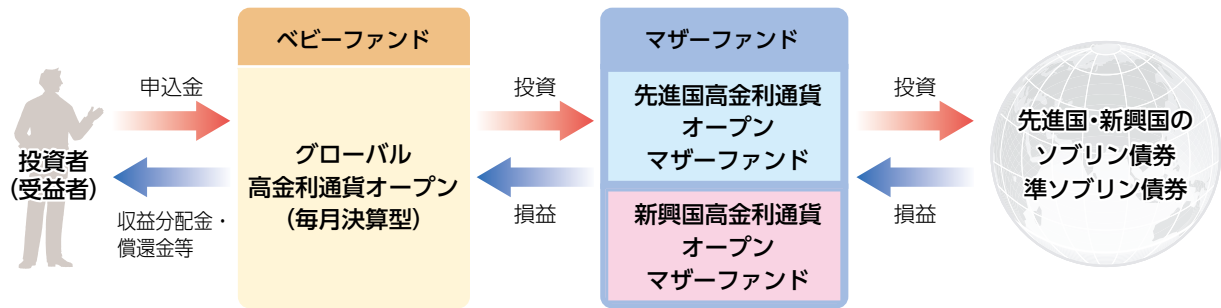 ベビーファンド
マザーファンド
申込金
投資者
(受益者)
収益分配金・
償還金等
グローバル
高金利通貨オープン
(毎月決算型)
投資
損益
先進国高金利通貨
オープン
マザーファンド
新興国高金利通貨
オープン
マザーファンド
投資
損益
先進国・新興国の
ソブリン債券
準ソブリン債券